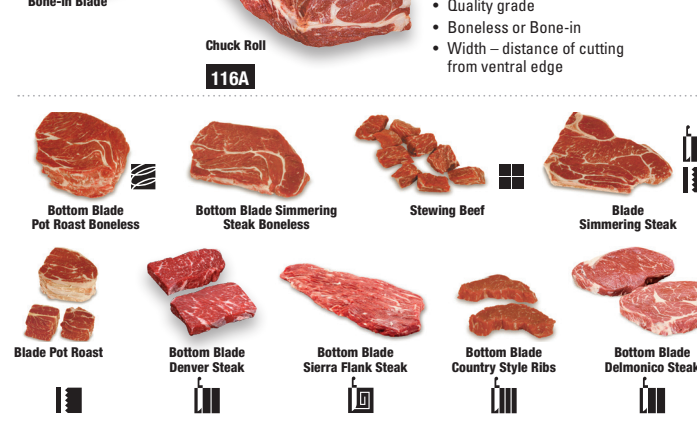 Bone-in Blade
• Quality grade
• Boneless or Bone-in
• Width – distance of cutting
from ventral edge
Chuck Roll
116A
Bottom Blade
Pot Roast Boneless
Bottom Blade Simmering
Steak Boneless
Stewing Beef
Blade
Simmering Steak
Blade Pot Roast
Bottom Blade
Denver Steak
Bottom Blade
Sierra Flank Steak
Bottom Blade
Country Style Ribs
Bottom Blade
Delmonico Steak